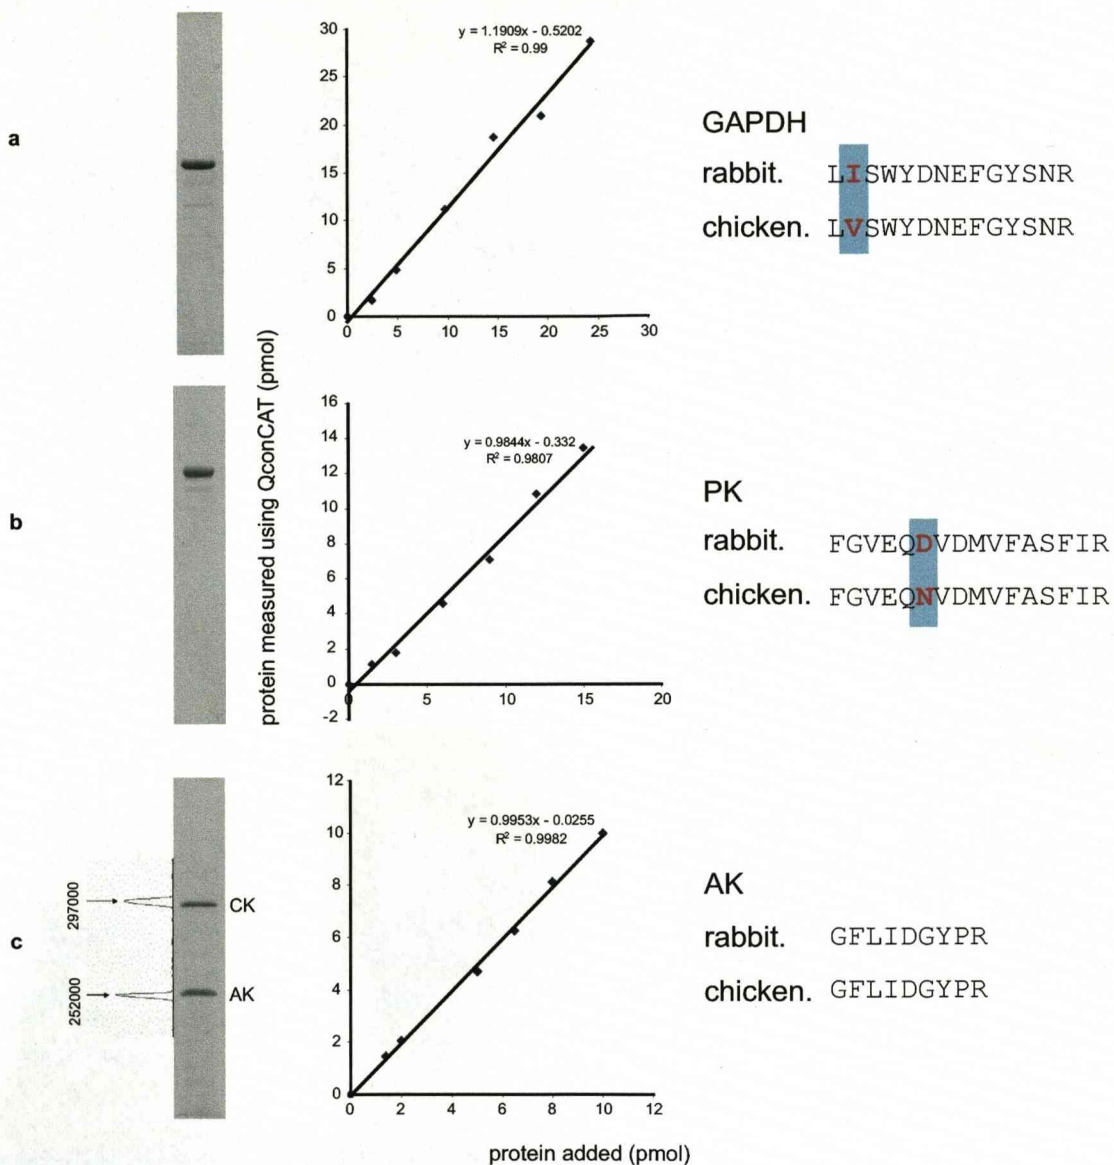 a
30
25
20
15
10
5
0
0 5 10 15 20 25 30
y = 1.1909x - 0.5202
R² = 0.99
GAPDH
rabbit. LISWYDNEFGYSNR
chicken. LVSWYDNEFGYSNR
protein measured using QconCAT (pmol)
b
16
14
12
10
8
6
4
2
0
-2
0 5 10 15 20
y = 0.9844x - 0.332
R² = 0.9807
PK
rabbit. FGVEQDVDMVFASFIR
chicken. FGVEQNVDMVFASFIR
c
297000
252000
CK
AK
12
10
8
6
4
2
0
0 2 4 6 8 10 12
y = 0.9953x - 0.0255
R² = 0.9982
AK
rabbit. GFLIDGYPR
chicken. GFLIDGYPR
protein added (pmol)